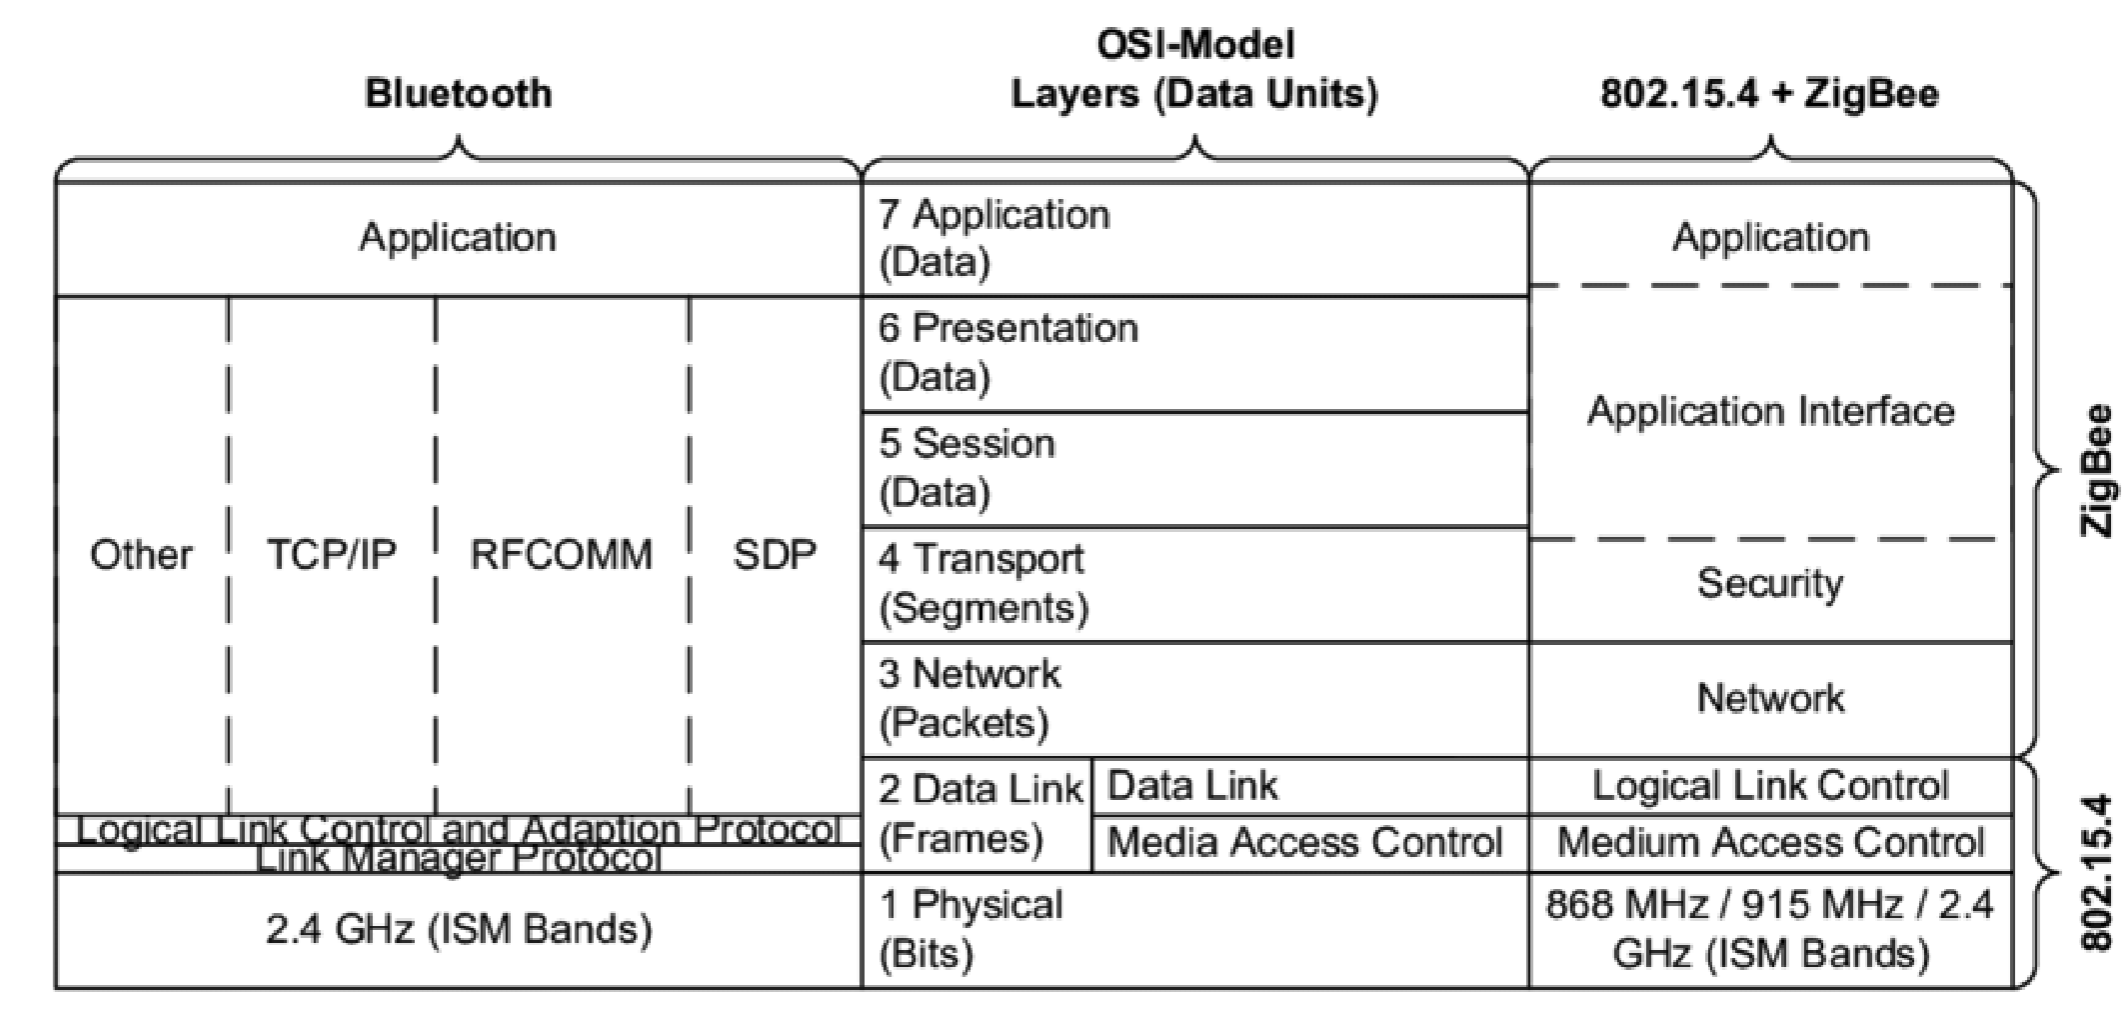 OSI-Model
Bluetooth
Layers (Data Units)
802.15.4 + ZigBee
Application
7 Application
(Data)
Application
6 Presentation
(Data)
Application Interface
5 Session
(Data)
Other
TCP/IP
RFCOMM
SDP
4 Transport
(Segments)
Security
3 Network
(Packets)
Network
2 Data Link
(Frames)
Data Link
Logical Link Control
Logical Link Control and Adaption Protocol
Link Manager Protocol
Media Access Control
Medium Access Control
2.4 GHz (ISM Bands)
1 Physical
(Bits)
868 MHz / 915 MHz / 2.4
GHz (ISM Bands)
ZigBee
802.15.4